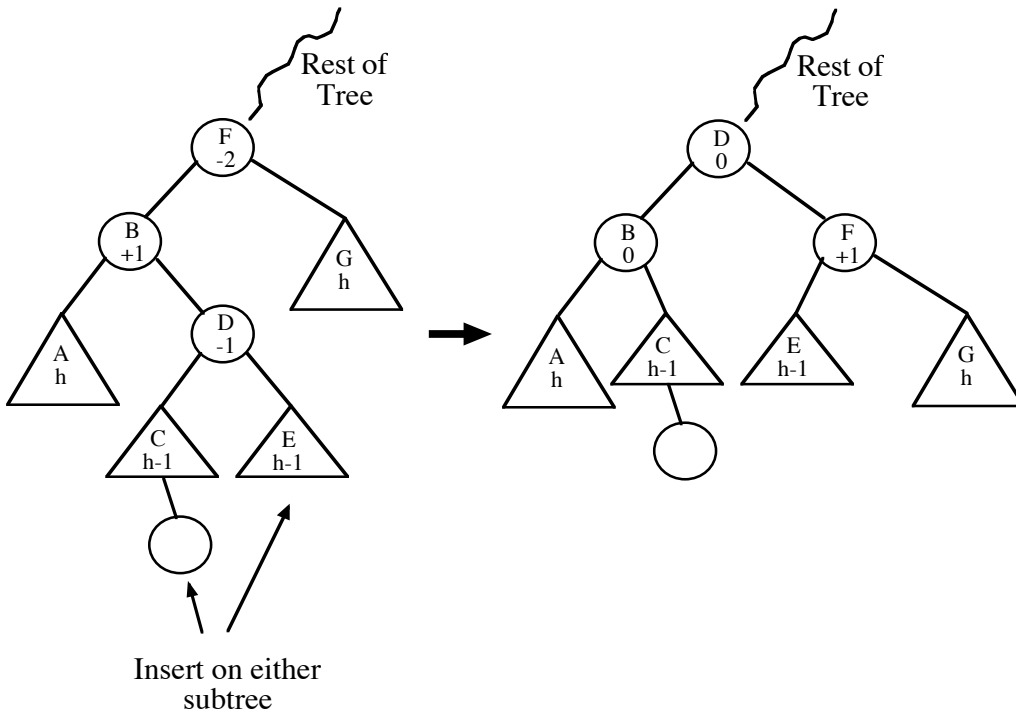 Rest of
Tree
F
-2
B
+1
G
h
D
-1
A
h
C
h-1
E
h-1
Insert on either
subtree
Rest of
Tree
D
0
B
0
F
+1
A
h
C
h-1
E
h-1
G
h